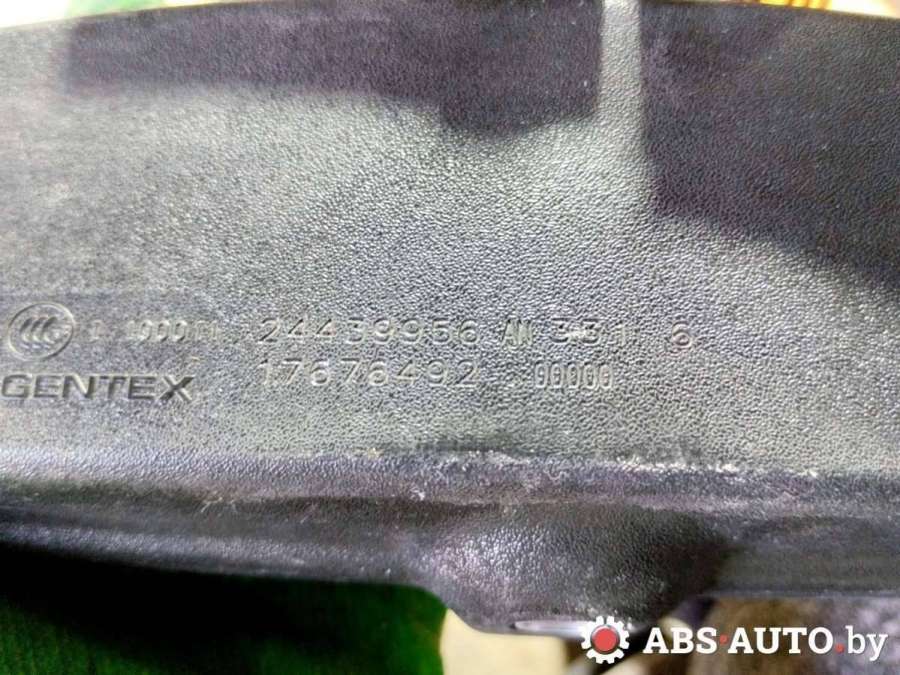 24439956 AN 331 6
GENTEX 17676492 00000
ABS-AUTO.by